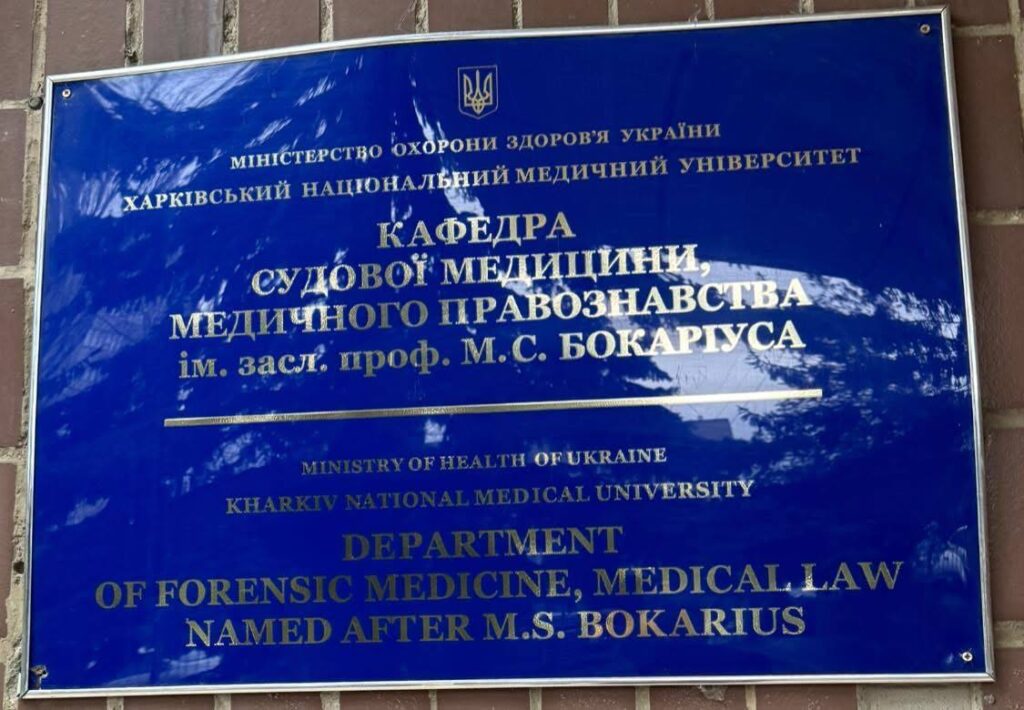 МІНІСТЕРСТВО ОХОРОНИ ЗДОРОВ'Я УКРАЇНИ
ХАРКІВСЬКИЙ НАЦІОНАЛЬНИЙ МЕДИЧНИЙ УНІВЕРСИТЕТ
КАФЕДРА
СУДОВОЇ МЕДИЦИНИ,
МЕДИЧНОГО ПРАВОЗНАВСТВА
ім. засл. проф. М.С. БОКАРІУСА
MINISTRY OF HEALTH OF UKRAINE
KHARKIV NATIONAL MEDICAL UNIVERSITY
DEPARTMENT
OF FORENSIC MEDICINE, MEDICAL LAW
NAMED AFTER M.S. BOKARIUS